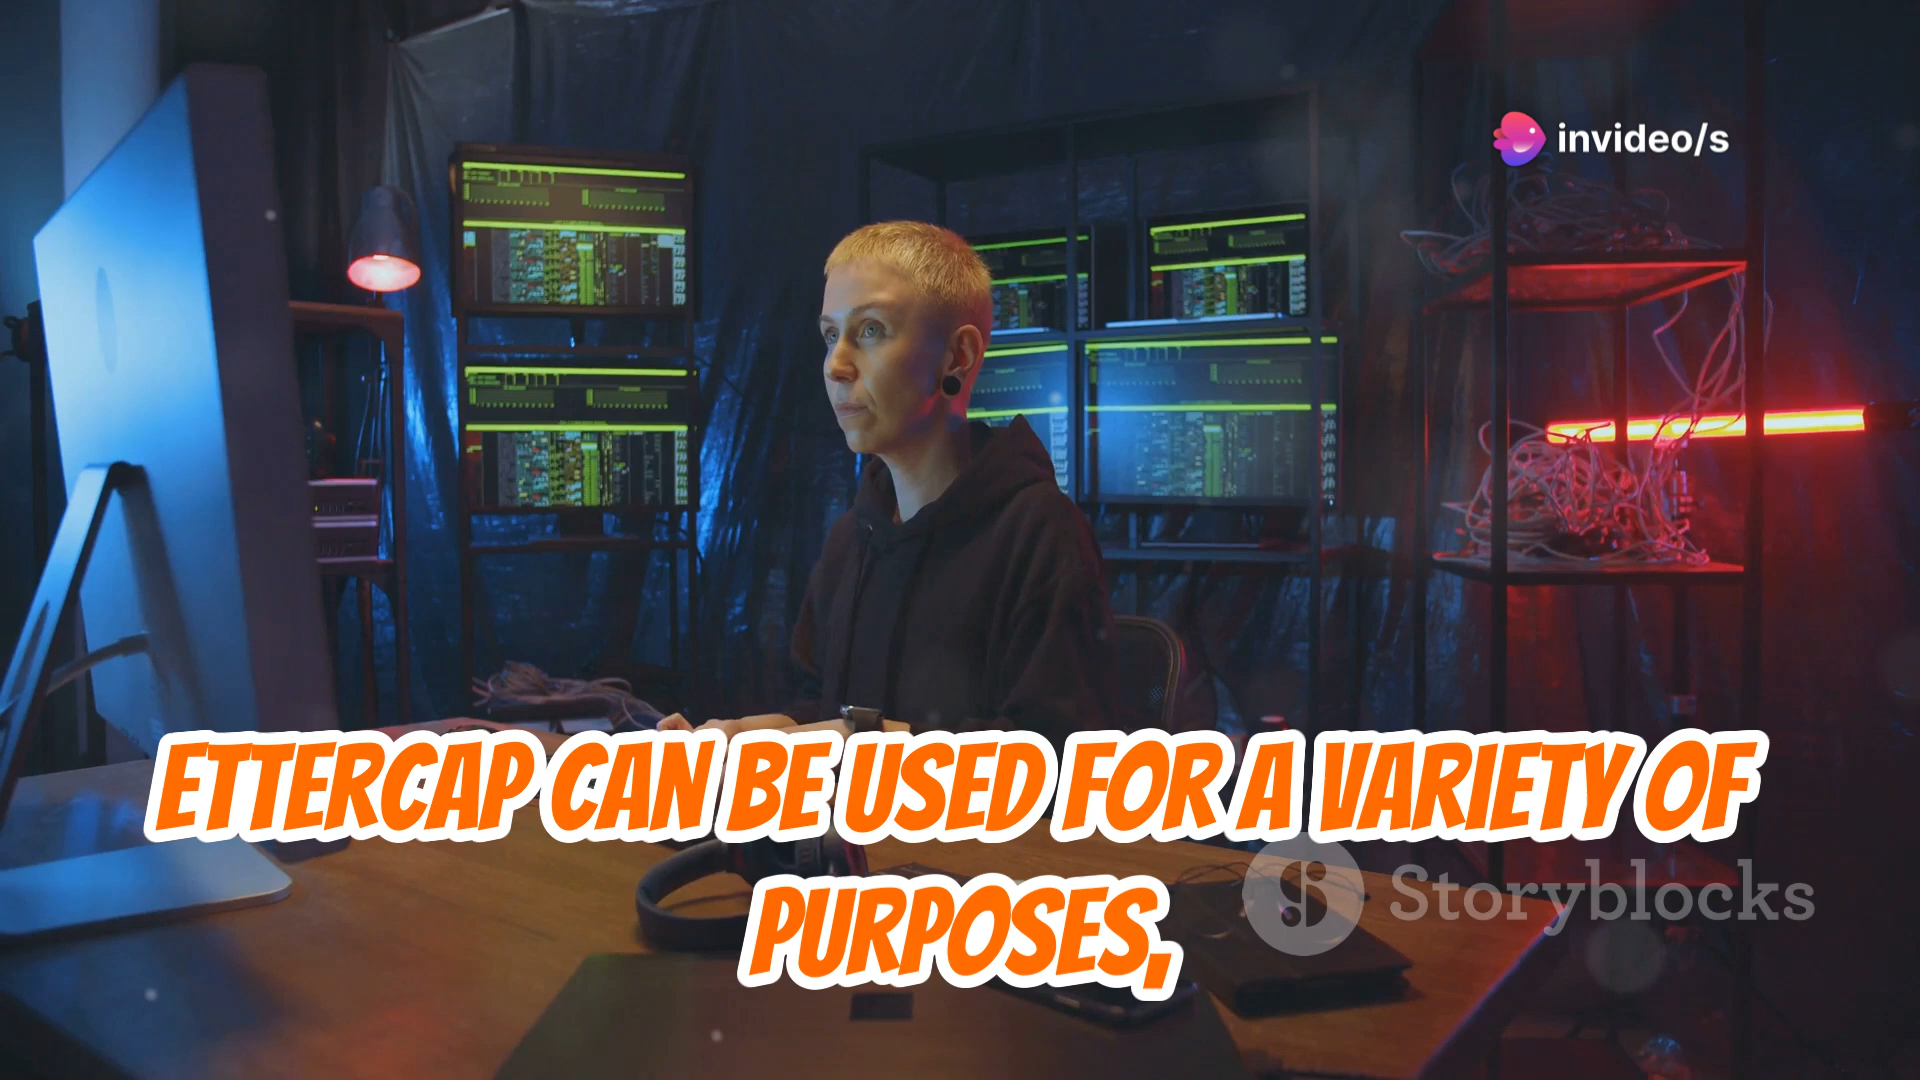 invideo/s
ETTERCAP CAN BE USED FOR A VARIETY OF
PURPOSES,
Storyblocks